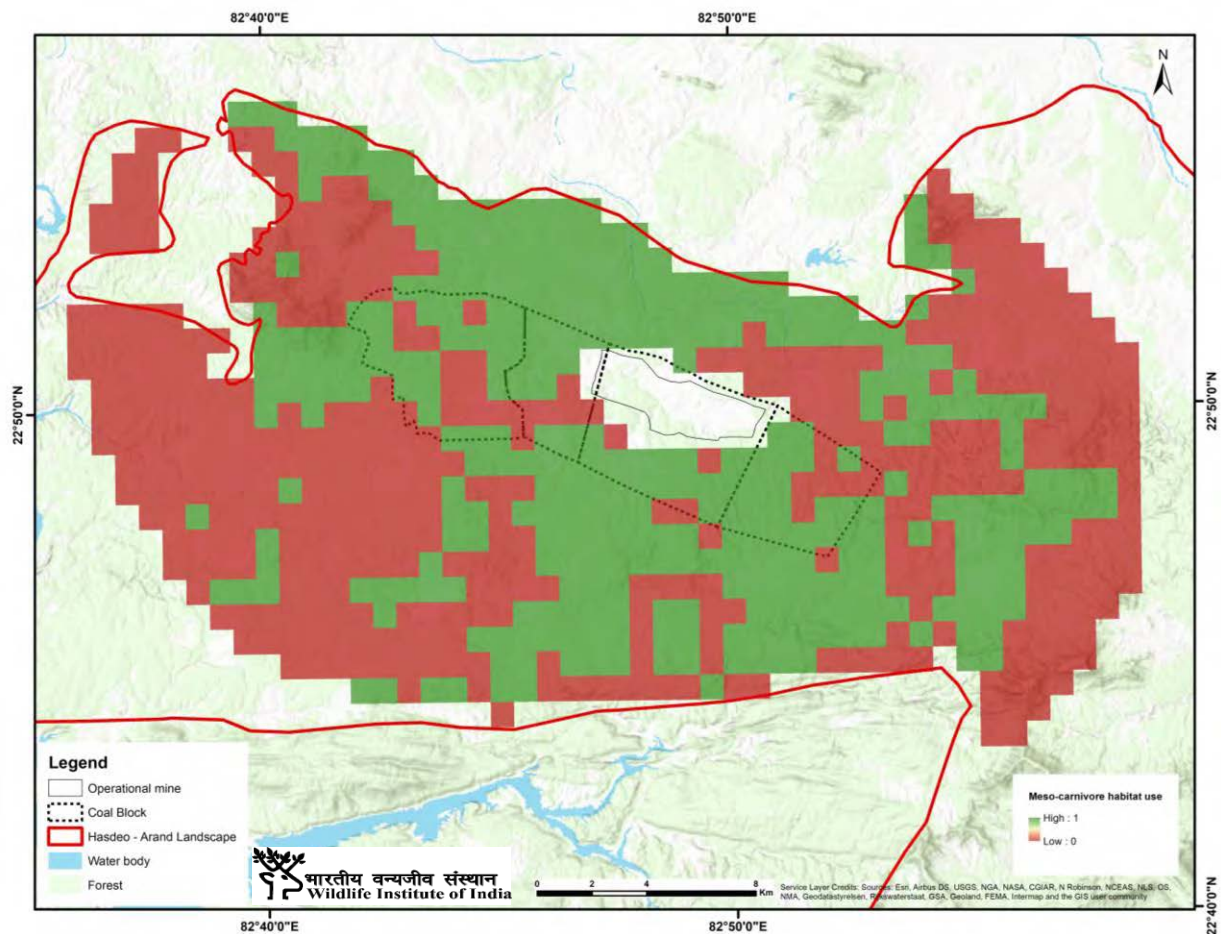 82°40'0"E
82°50'0"E
N
22°50'0"N
22°50'0"N
Legend
Operational mine
Coal Block
Hasdeo - Arand Landscape
Water body
Forest
भारतीय वन्यजीव संस्थान
Wildlife Institute of India
0 2 4 8
Km
Meso-carnivore habitat use
High : 1
Low : 0
Service Layer Credits: Sources: Esri, Airbus DS, USGS, NGA, NASA, CGIAR, N Robinson, NCEAS, NLS, OS,
NMA, Geodatastyrelsen, Rijkswaterstaat, GSA, Geoland, FEMA, Intermap and the GIS user community
22°40'0"N
82°40'0"E
82°50'0"E